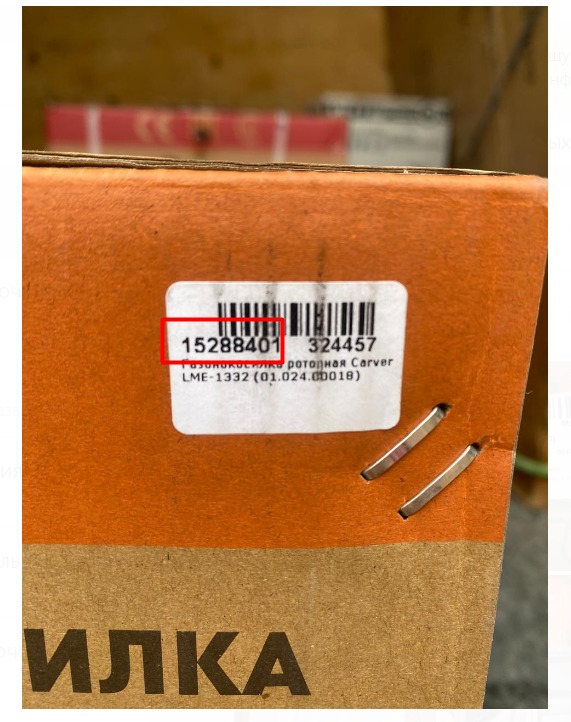 15288401 324457
Газонокосилка роторная Carver
LME-1332 (01.024.00018)
ИЛКА